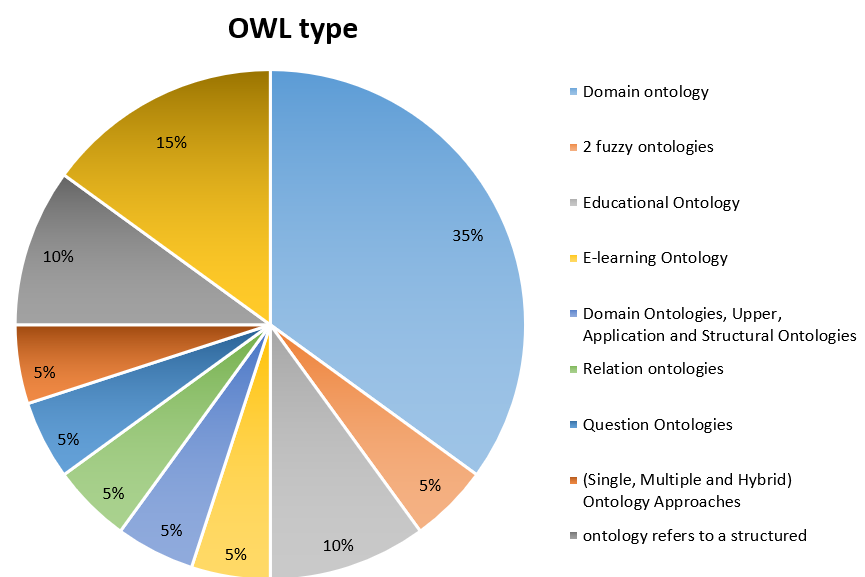 OWL type
15%
35%
10%
5%
5%
5%
5%
5%
10%
5%
Domain ontology
2 fuzzy ontologies
Educational Ontology
E-learning Ontology
Domain Ontologies, Upper,
Application and Structural Ontologies
Relation ontologies
Question Ontologies
(Single, Multiple and Hybrid)
Ontology Approaches
ontology refers to a structured